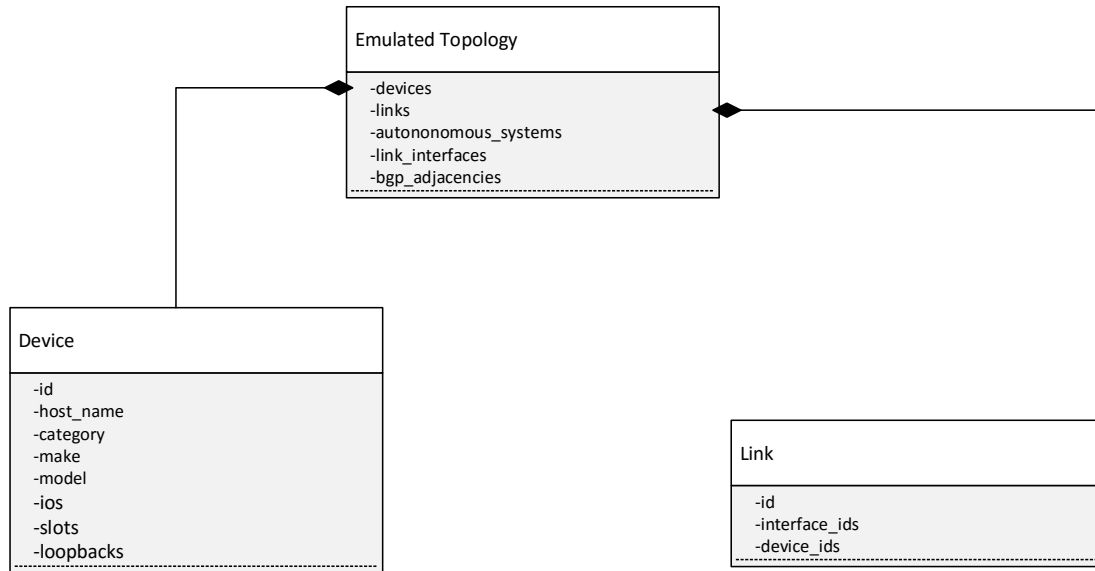 Emulated Topology
-devices
-links
-autononomous_systems
-link_interfaces
-bgp_adjacencies
Device
-id
-host_name
-category
-make
-model
-ios
-slots
-loopbacks
Link
-id
-interface_ids
-device_ids